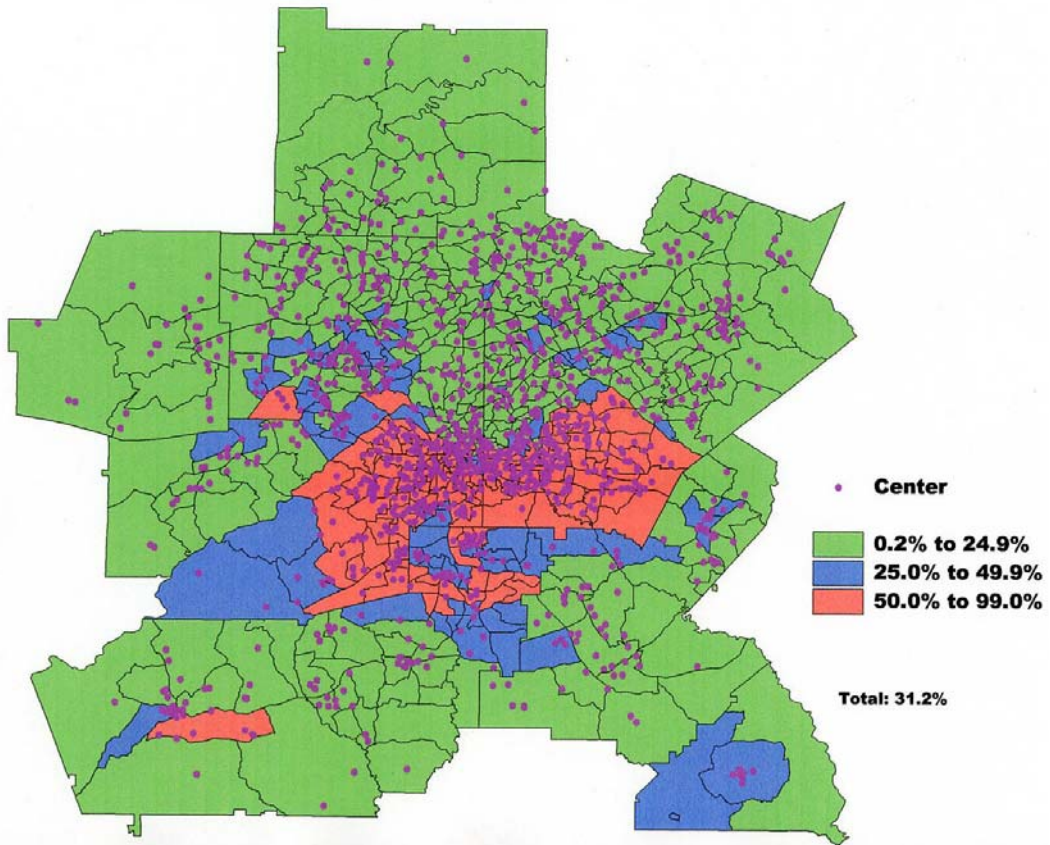 Center
0.2% to 24.9%
25.0% to 49.9%
50.0% to 99.0%
Total: 31.2%